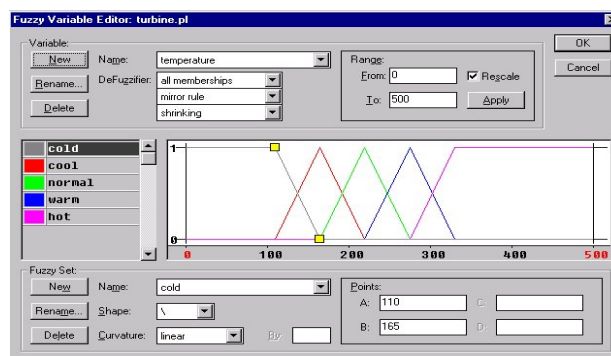 Fuzzy Variable Editor: turbine.pl
Variable:
New Name: temperature
Rename... DeFuzzifier: all memberships
mirror rule
Delete shrinking
Range:
From: 0 Rescale
To: 500 Apply
OK
Cancel
cold
cool
normal
warm
hot
1
0
0 100 200 300 400 500
Fuzzy Set:
New Name: cold
Rename... Shape: \
Delete Curvature: linear By:
Points:
A: 110 C:
B: 165 D: